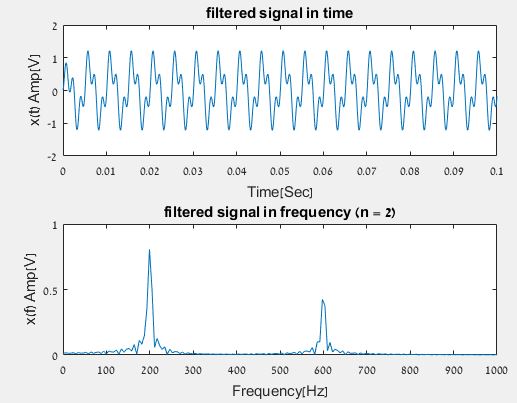 filtered signal in time
2
1
0
-1
-2
x(t) Amp[V]
0 0.01 0.02 0.03 0.04 0.05 0.06 0.07 0.08 0.09 0.1
Time[Sec]
filtered signal in frequency (n = 2)
1
0.5
0
x(f) Amp[V]
0 100 200 300 400 500 600 700 800 900 1000
Frequency[Hz]